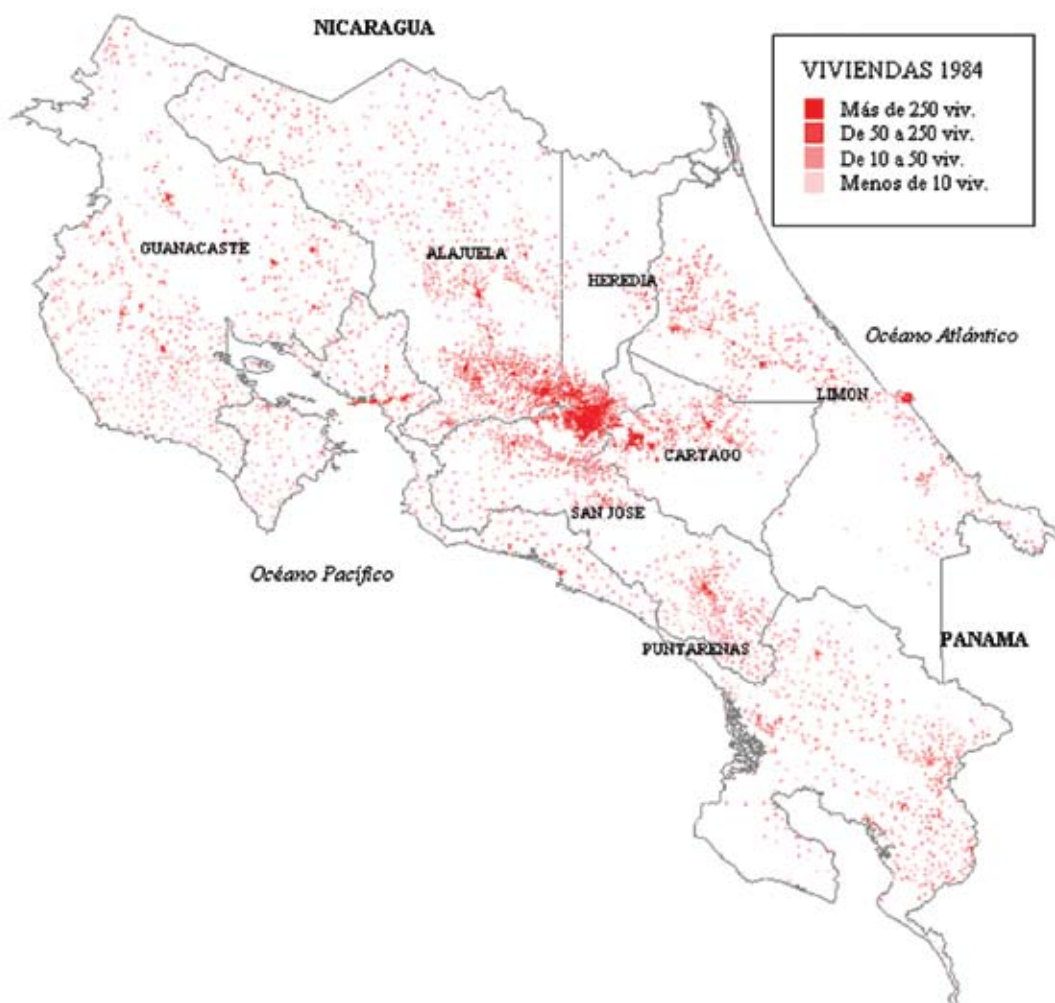 NICARAGUA
VIVIENDAS 1984
Más de 250 viv.
De 50 a 250 viv.
De 10 a 50 viv.
Menos de 10 viv.
GUANACASTE
ALAJUELA
HEREDIA
Océano Atlántico
LIMON
CARTAGO
SAN JOSE
Océano Pacífico
PUNTARENAS
PANAMA